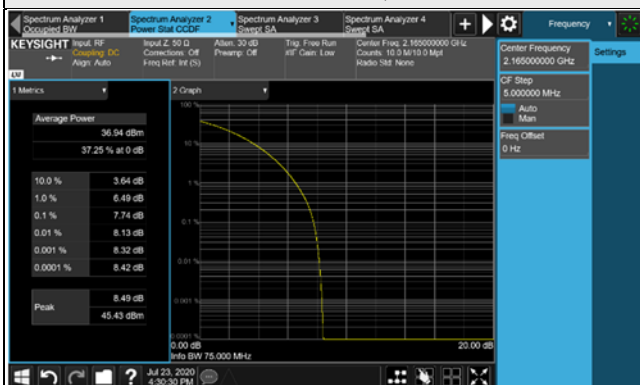 Spectrum Analyzer 1
Occupied BW
Spectrum Analyzer 2
Power Stat CCDF
Spectrum Analyzer 3
Swept SA
Spectrum Analyzer 4
Swept SA
Frequency
KEYSIGHT
Input: RF
Coupling: DC
Align: Auto
Input Z: 50 Ω
Corrections: Off
Freq Ref: Int (S)
Atten: 30 dB
Preamp: Off
Trig: Free Run
#IF Gain: Low
Center Freq: 2.165000000 GHz
Counts: 10.0 M/10.0 Mpt
Radio Std: None
LV
Center Frequency
2.165000000 GHz
Settings
CF Step
5.000000 MHz
Auto
Man
Freq Offset
0 Hz
1 Metrics
2 Graph
Average Power
36.94 dBm
37.25 % at 0 dB
10.0 % 3.64 dB
1.0 % 6.49 dB
0.1 % 7.74 dB
0.01 % 8.13 dB
0.001 % 8.32 dB
0.0001 % 8.42 dB
Peak
8.49 dB
45.43 dBm
100 %
10 %
1 %
0.1 %
0.01 %
0.001 %
0.0001 %
0.00 dB
20.00 dB
Info BW 75.000 MHz
?
Jul 23, 2020
4:30:30 PM